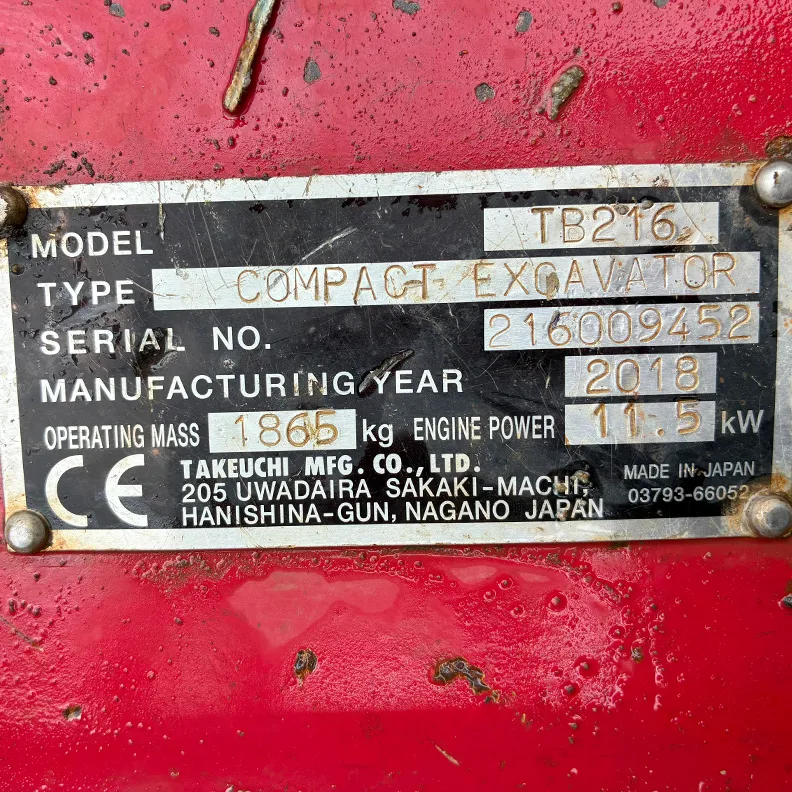 MODEL TB216
TYPE COMPACT EXCAVATOR
SERIAL NO. 216009452
MANUFACTURING YEAR 2018
OPERATING MASS 1865 kg ENGINE POWER 11.5 kW
CE TAKEUCHI MFG. CO., LTD.
205 UWADAIRA SAKAKI-MACHI,
HANISHINA-GUN, NAGANO JAPAN
MADE IN JAPAN
03793-66052